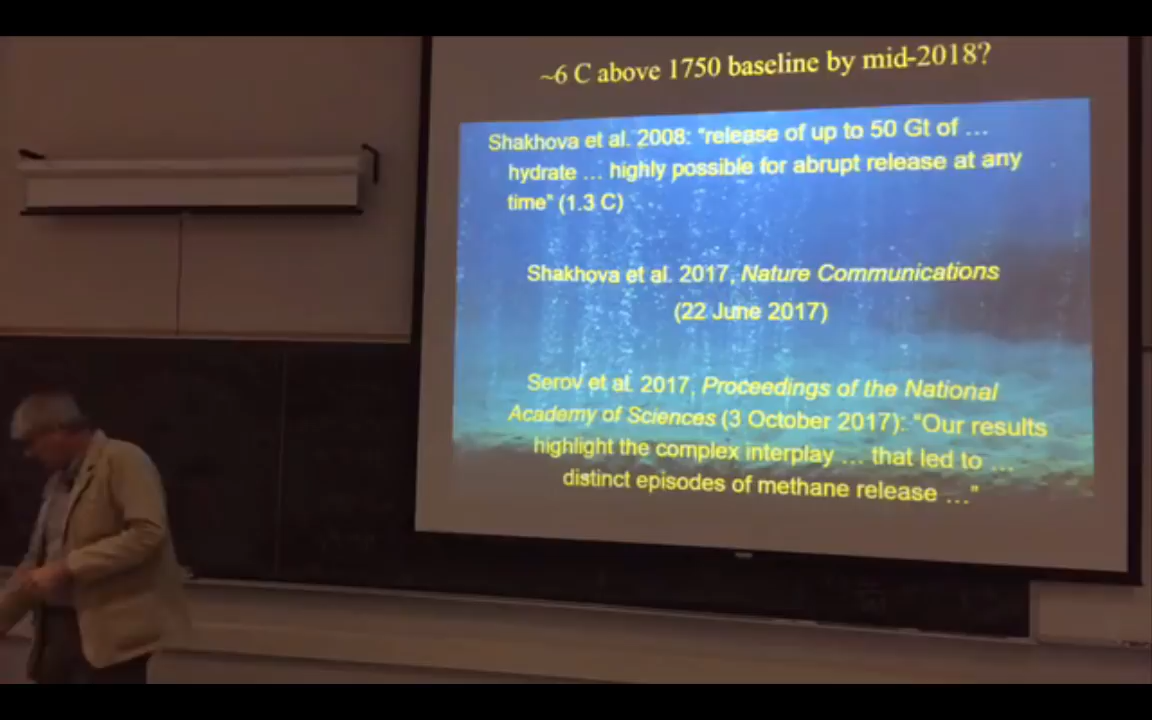 ~6 C above 1750 baseline by mid-2018?
Shakhova et al. 2008: "release of up to 50 Gt of …
hydrate … highly possible for abrupt release at any
time" (1.3 C)
Shakhova et al. 2017, Nature Communications
(22 June 2017)
Serov et al. 2017, Proceedings of the National
Academy of Sciences (3 October 2017): "Our results
highlight the complex interplay … that led to …
distinct episodes of methane release …"